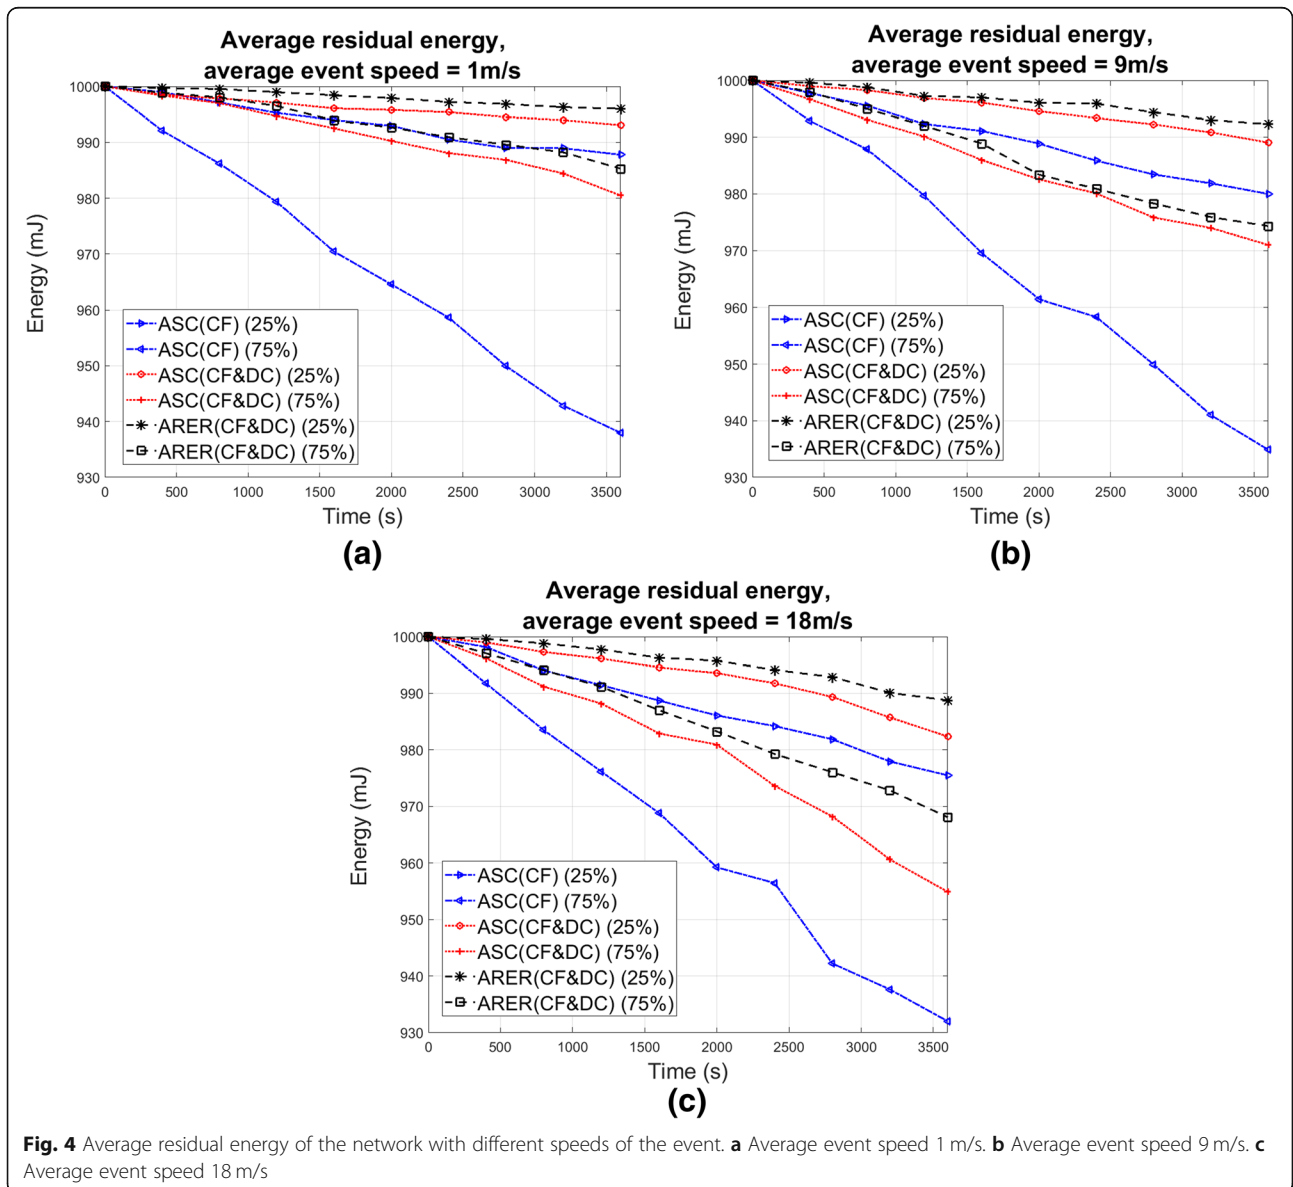 Average residual energy,
average event speed = 1m/s
1000
990
980
970
960
950
940
930
Energy (mJ)
ASC(CF) (25%)
ASC(CF) (75%)
ASC(CF&DC) (25%)
ASC(CF&DC) (75%)
ARER(CF&DC) (25%)
ARER(CF&DC) (75%)
0 500 1000 1500 2000 2500 3000 3500
Time (s)
(a)
Average residual energy,
average event speed = 9m/s
1000
990
980
970
960
950
940
930
Energy (mJ)
ASC(CF) (25%)
ASC(CF) (75%)
ASC(CF&DC) (25%)
ASC(CF&DC) (75%)
ARER(CF&DC) (25%)
ARER(CF&DC) (75%)
0 500 1000 1500 2000 2500 3000 3500
Time (s)
(b)
Average residual energy,
average event speed = 18m/s
1000
990
980
970
960
950
940
930
Energy (mJ)
ASC(CF) (25%)
ASC(CF) (75%)
ASC(CF&DC) (25%)
ASC(CF&DC) (75%)
ARER(CF&DC) (25%)
ARER(CF&DC) (75%)
0 500 1000 1500 2000 2500 3000 3500
Time (s)
(c)
Fig. 4 Average residual energy of the network with different speeds of the event. a Average event speed 1 m/s. b Average event speed 9 m/s. c
Average event speed 18 m/s